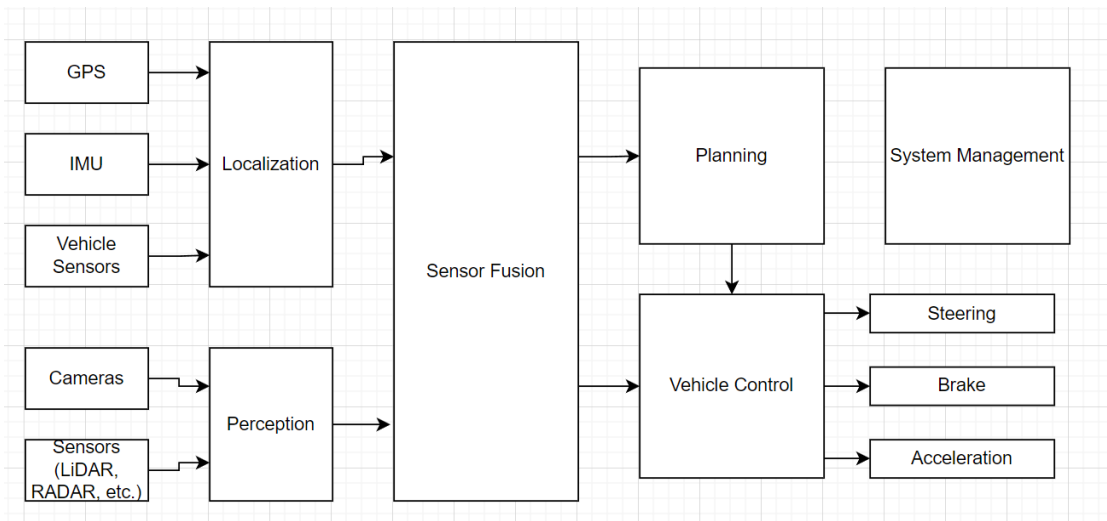 GPS
IMU
Vehicle
Sensors
Localization
Cameras
Sensors
(LiDAR,
RADAR, etc.)
Perception
Sensor Fusion
Planning
System Management
Vehicle Control
Steering
Brake
Acceleration